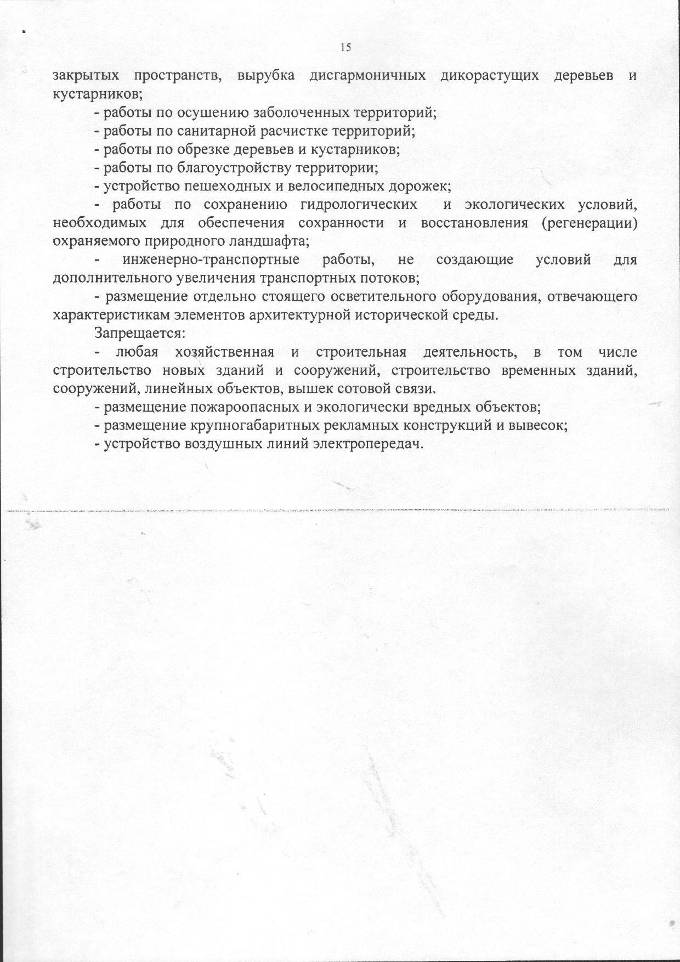 15
закрытых пространств, вырубка дисгармоничных дикорастущих деревьев и
кустарников;
- работы по осушению заболоченных территорий;
- работы по санитарной расчистке территорий;
- работы по обрезке деревьев и кустарников;
- работы по благоустройству территории;
- устройство пешеходных и велосипедных дорожек;
- работы по сохранению гидрологических и экологических условий,
необходимых для обеспечения сохранности и восстановления (регенерации)
охраняемого природного ландшафта;
- инженерно-транспортные работы, не создающие условий для
дополнительного увеличения транспортных потоков;
- размещение отдельно стоящего осветительного оборудования, отвечающего
характеристикам элементов архитектурной исторической среды.
Запрещается:
- любая хозяйственная и строительная деятельность, в том числе
строительство новых зданий и сооружений, строительство временных зданий,
сооружений, линейных объектов, вышек сотовой связи.
- размещение пожароопасных и экологически вредных объектов;
- размещение крупногабаритных рекламных конструкций и вывесок;
- устройство воздушных линий электропередач.